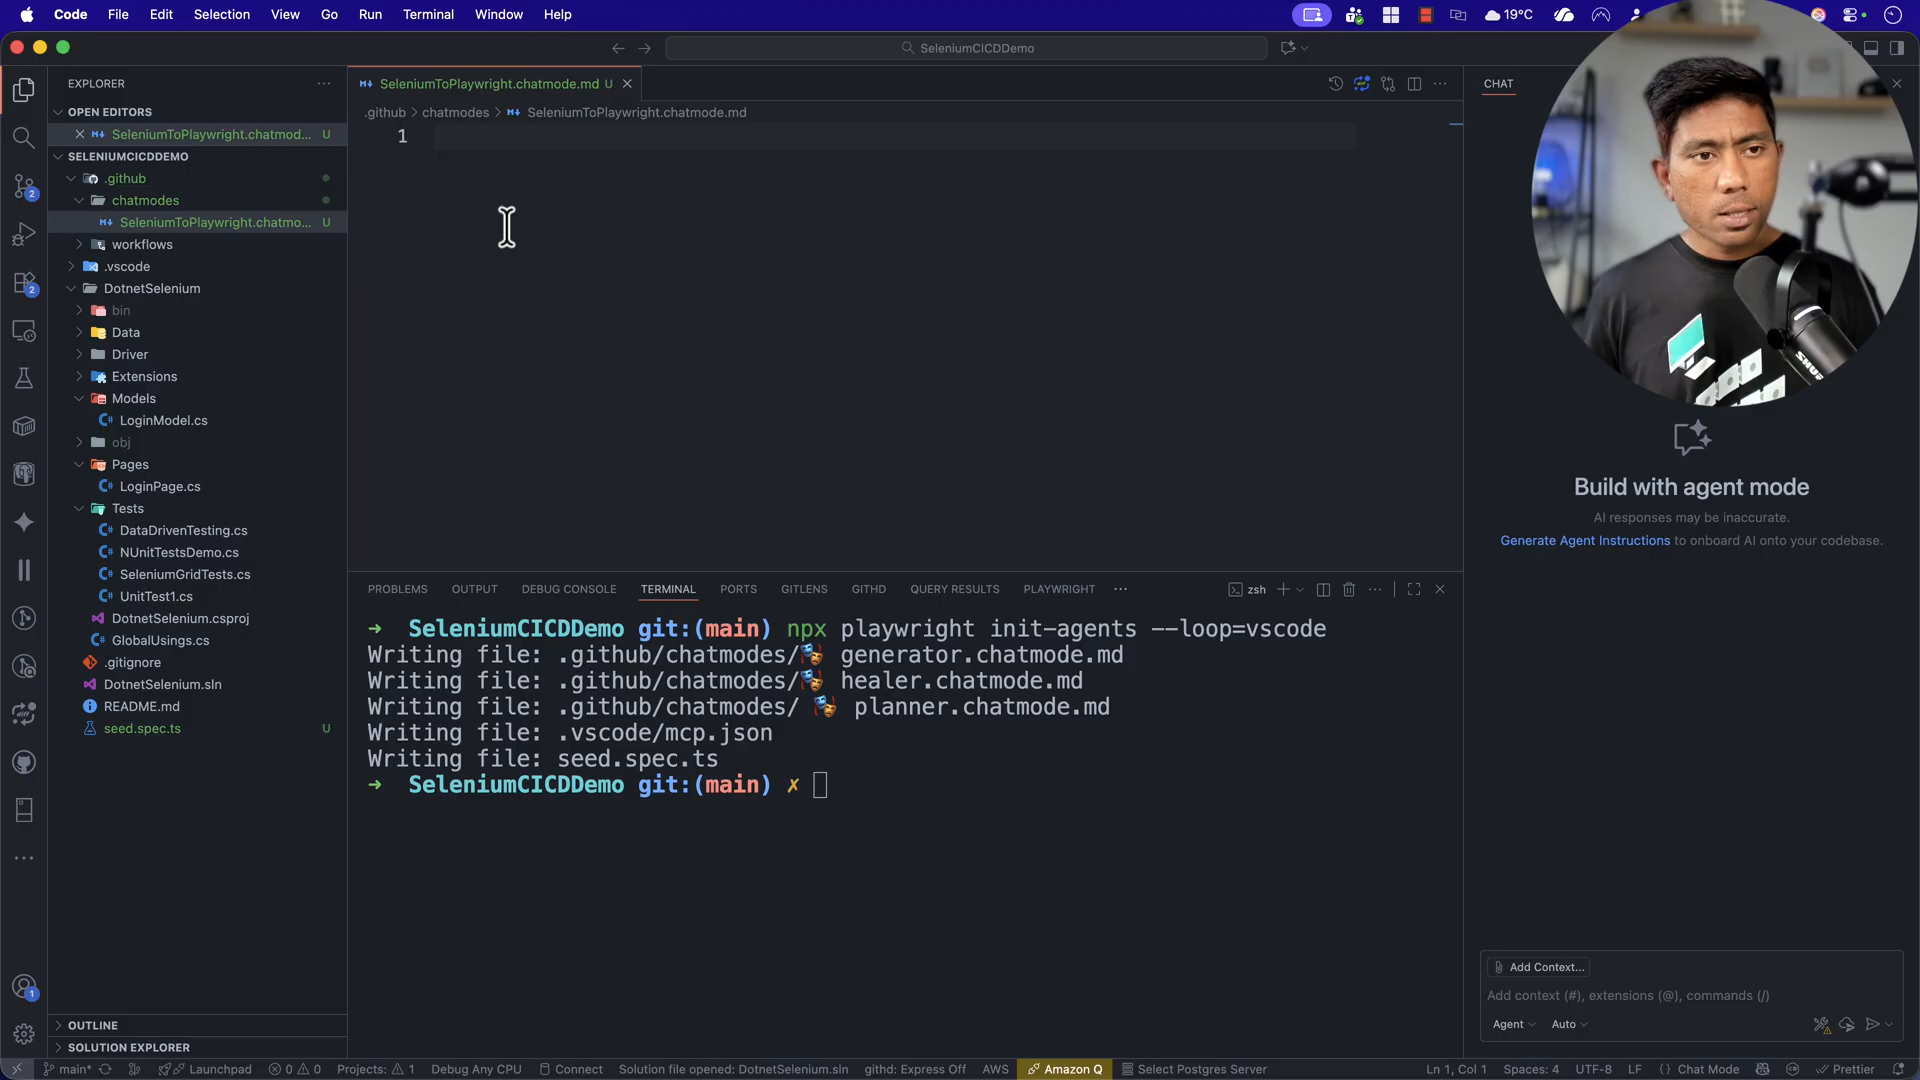 Code File Edit Selection View Go Run Terminal Window Help
19°C
SeleniumCICDDemo
EXPLORER
OPEN EDITORS
SeleniumToPlaywright.chatmod... U
SELENIUMCICDDEMO
.github
chatmodes
SeleniumToPlaywright.chatmo... U
workflows
.vscode
DotnetSelenium
bin
Data
Driver
Extensions
Models
LoginModel.cs
obj
Pages
LoginPage.cs
Tests
DataDrivenTesting.cs
NUnitTestsDemo.cs
SeleniumGridTests.cs
UnitTest1.cs
DotnetSelenium.csproj
GlobalUsings.cs
.gitignore
DotnetSelenium.sln
README.md
seed.spec.ts U
OUTLINE
SOLUTION EXPLORER
2
2
1
SeleniumToPlaywright.chatmode.md U
.github > chatmodes > SeleniumToPlaywright.chatmode.md
1
PROBLEMS OUTPUT DEBUG CONSOLE TERMINAL PORTS GITLENS GITHD QUERY RESULTS PLAYWRIGHT
zsh
→ SeleniumCICDDemo git:(main) npx playwright init-agents --loop=vscode
Writing file: .github/chatmodes/🎭 generator.chatmode.md
Writing file: .github/chatmodes/🎭 healer.chatmode.md
Writing file: .github/chatmodes/ 🎭 planner.chatmode.md
Writing file: .vscode/mcp.json
Writing file: seed.spec.ts
→ SeleniumCICDDemo git:(main) ✗
CHAT
SHURE
Build with agent mode
AI responses may be inaccurate.
Generate Agent Instructions to onboard AI onto your codebase.
Add Context...
Add context (#), extensions (@), commands (/)
Agent Auto
main* Launchpad 0 0 Projects: 1 Debug Any CPU Connect Solution file opened: DotnetSelenium.sln githd: Express Off AWS Amazon Q Select Postgres Server Ln 1, Col 1 Spaces: 4 UTF-8 LF {} Chat Mode Prettier